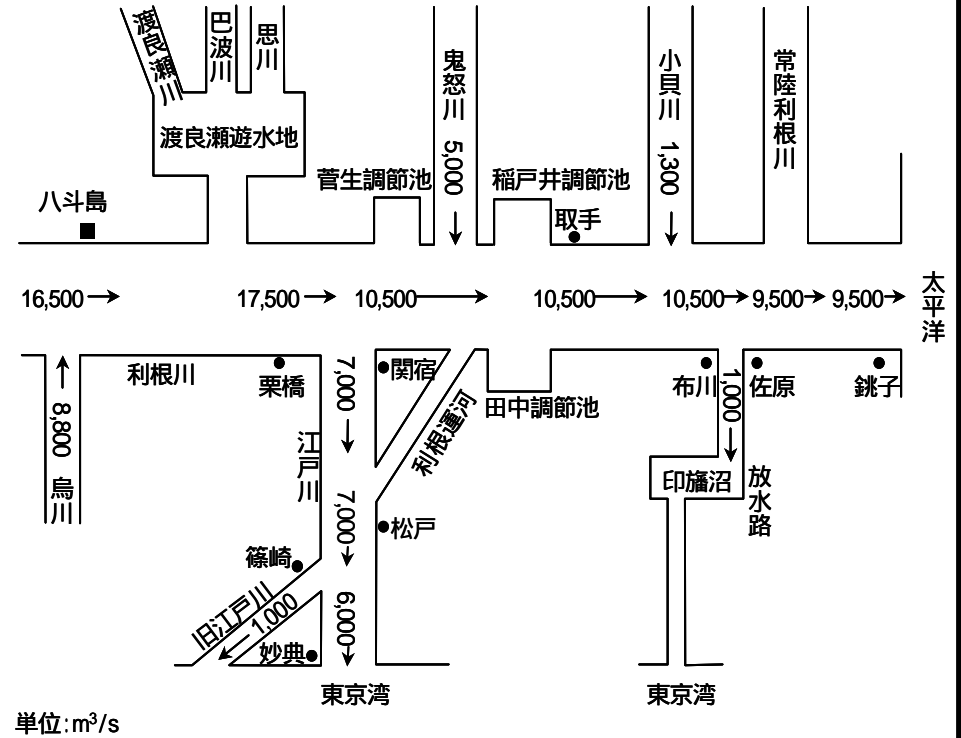 渡良瀬川
巴波川
思川
鬼怒川 5,000
小貝川 1,300
常陸利根川
渡良瀬遊水地
菅生調節池
稲戸井調節池
八斗島
取手
16,500
17,500
10,500
10,500
10,500
9,500
9,500
太平洋
利根川
栗橋
7,000
関宿
布川
1,000
佐原
銚子
8,800 烏川
江戸川
利根運河
田中調節池
印旛沼
放水路
7,000
松戸
篠崎
旧江戸川
1,000
6,000
妙典
東京湾
東京湾
単位:m³/s